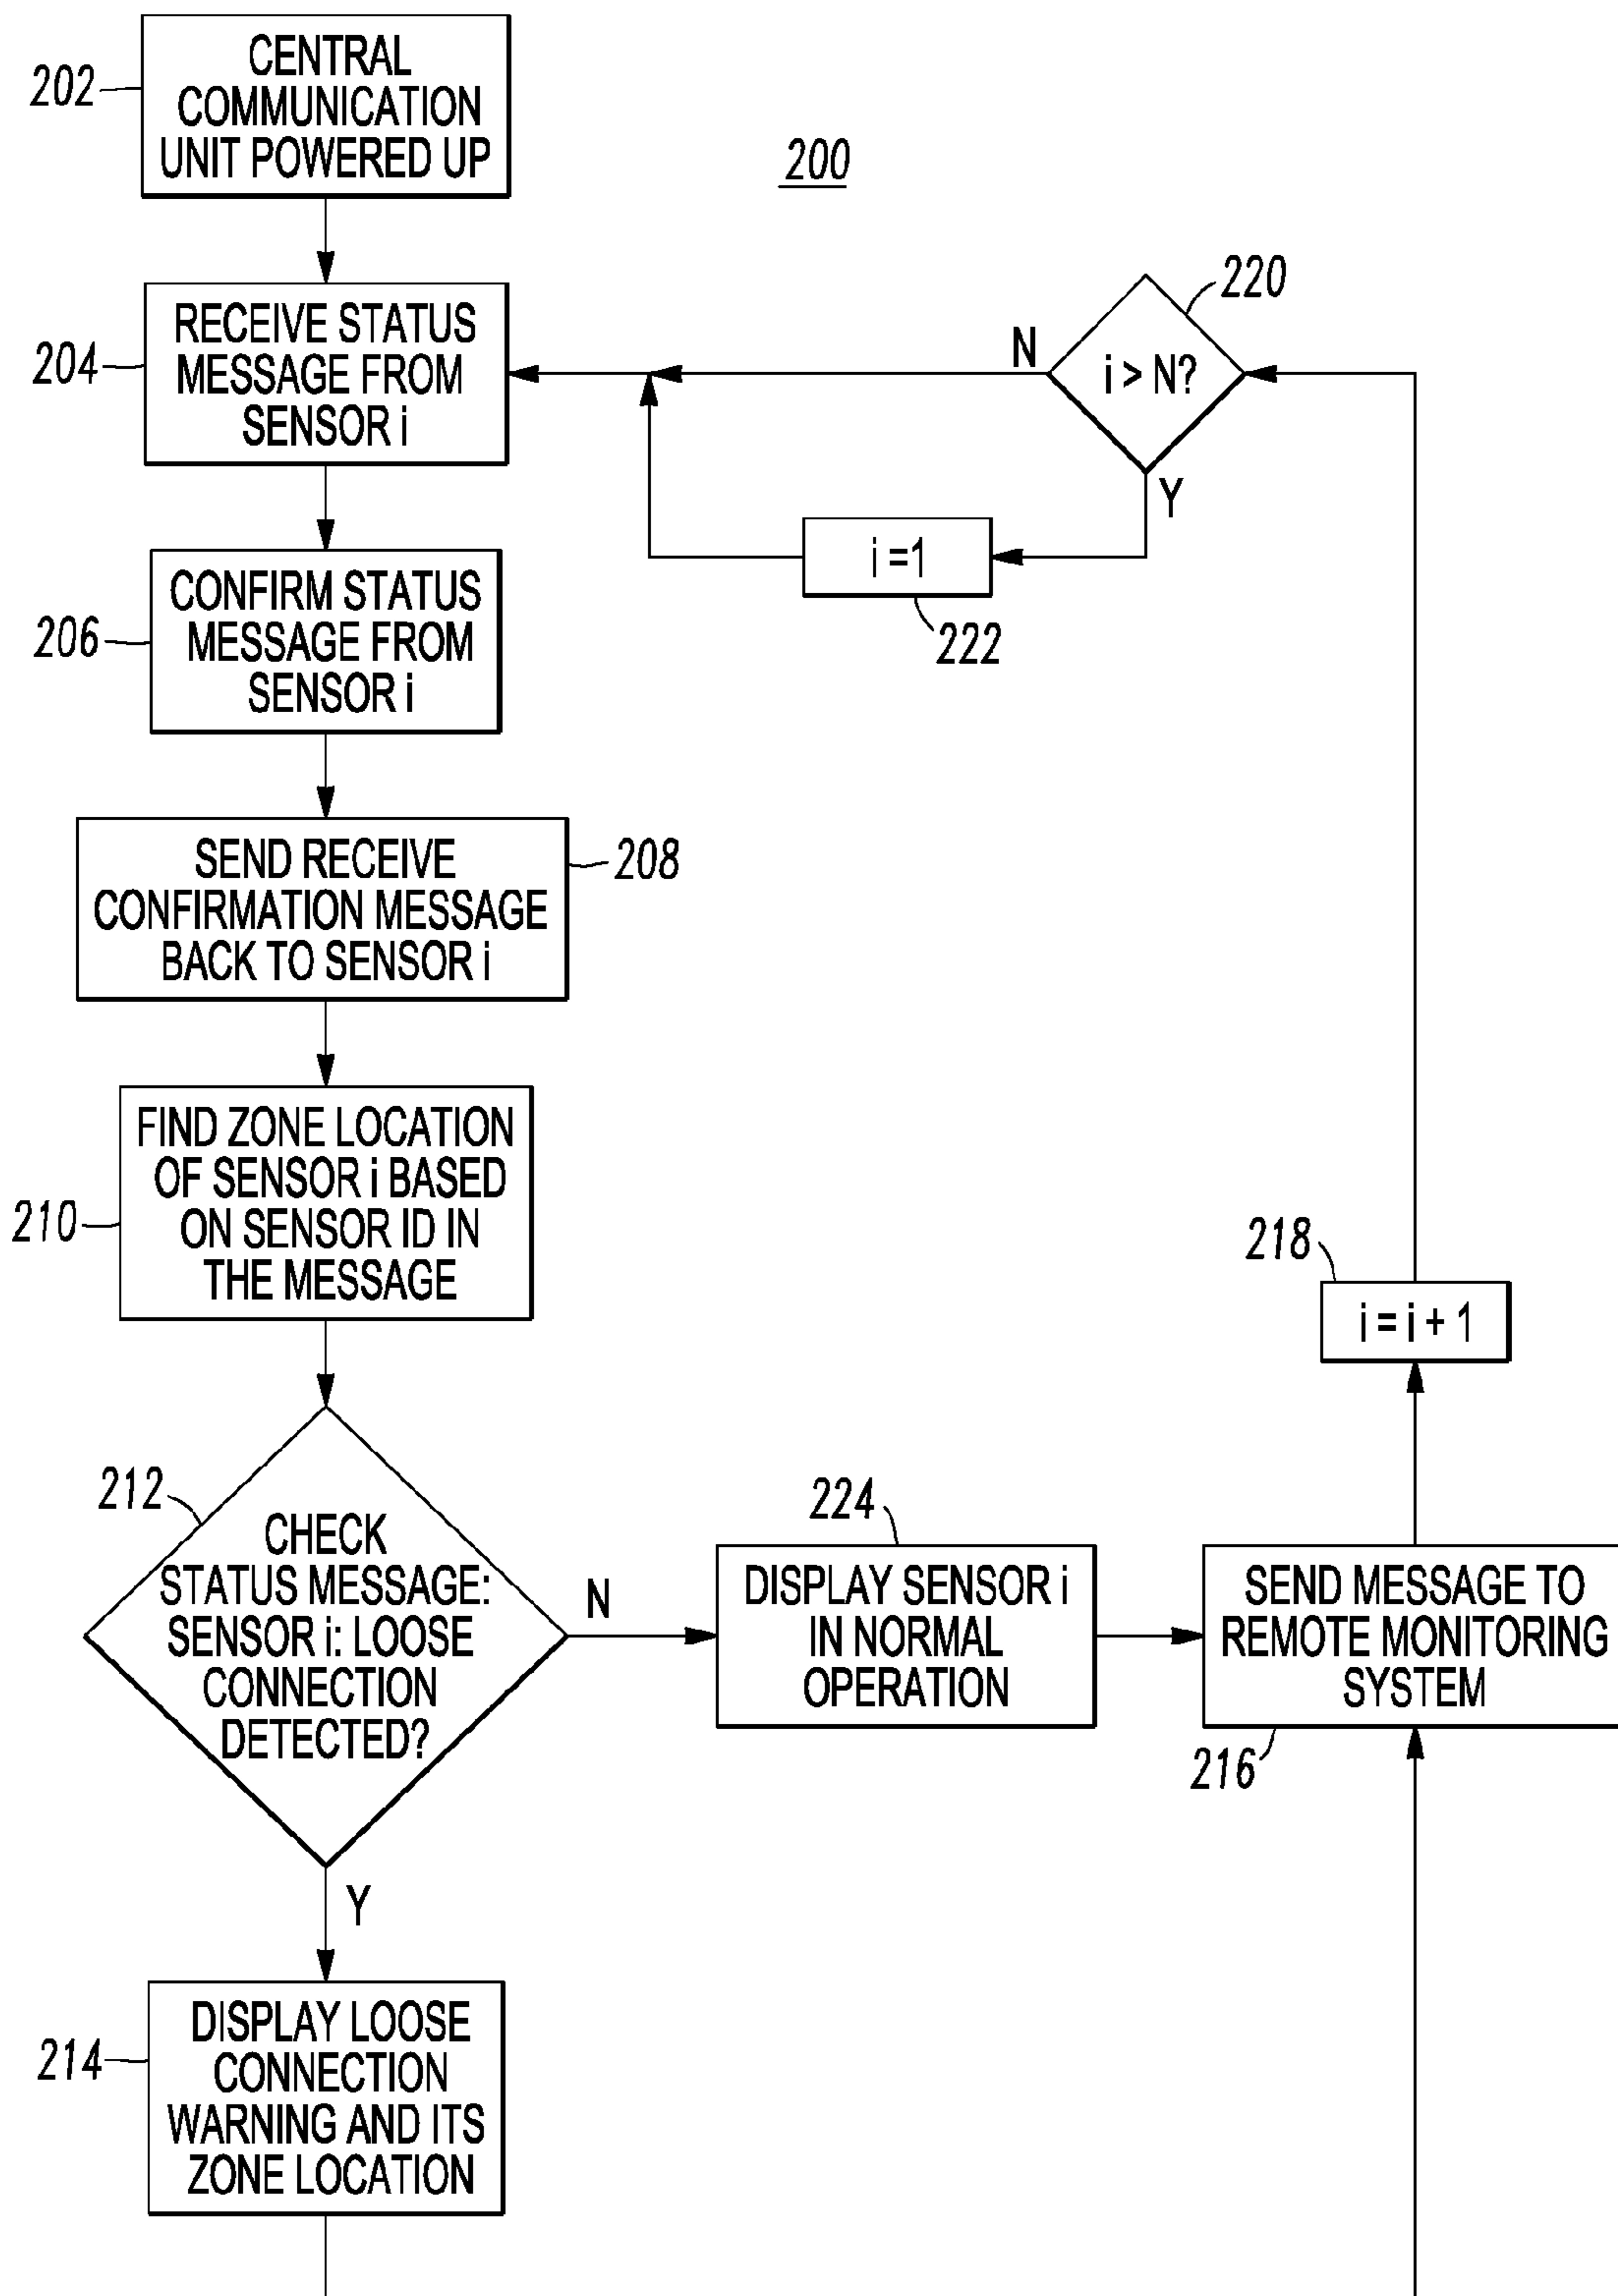 202
CENTRAL
COMMUNICATION
UNIT POWERED UP
200
204
RECEIVE STATUS
MESSAGE FROM
SENSOR i
220
i > N?
N
Y
i =1
222
206
CONFIRM STATUS
MESSAGE FROM
SENSOR i
SEND RECEIVE
CONFIRMATION MESSAGE
BACK TO SENSOR i
208
210
FIND ZONE LOCATION
OF SENSOR i BASED
ON SENSOR ID IN
THE MESSAGE
218
i = i + 1
212
CHECK
STATUS MESSAGE:
SENSOR i: LOOSE
CONNECTION
DETECTED?
N
Y
224
DISPLAY SENSOR i
IN NORMAL
OPERATION
SEND MESSAGE TO
REMOTE MONITORING
SYSTEM
216
214
DISPLAY LOOSE
CONNECTION
WARNING AND ITS
ZONE LOCATION